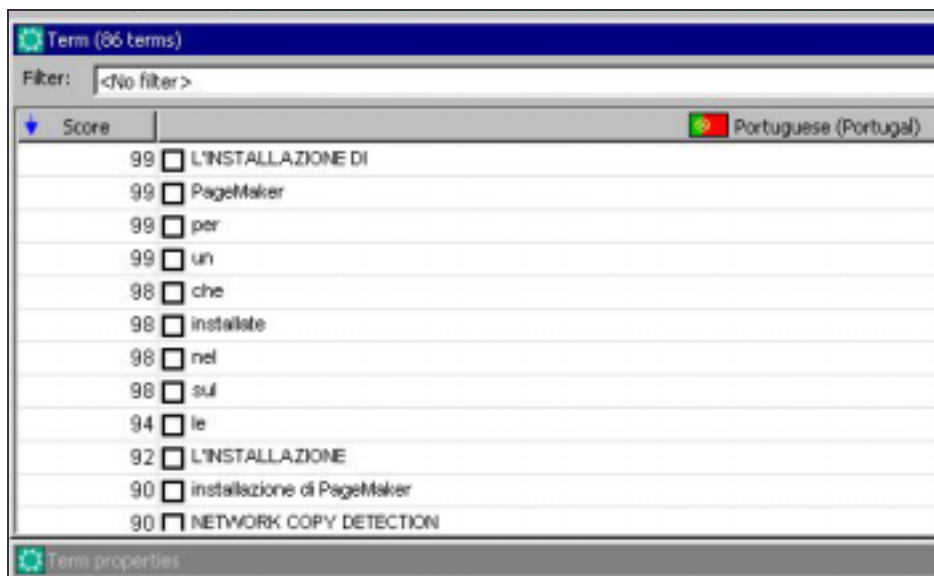 Term (86 terms)
Filter: <No filter>
Score Portuguese (Portugal)
99 L'INSTALLAZIONE DI
99 PageMaker
99 per
99 un
98 che
98 installate
98 nel
98 sul
94 le
92 L'INSTALLAZIONE
90 installazione di PageMaker
90 NETWORK COPY DETECTION
Term properties